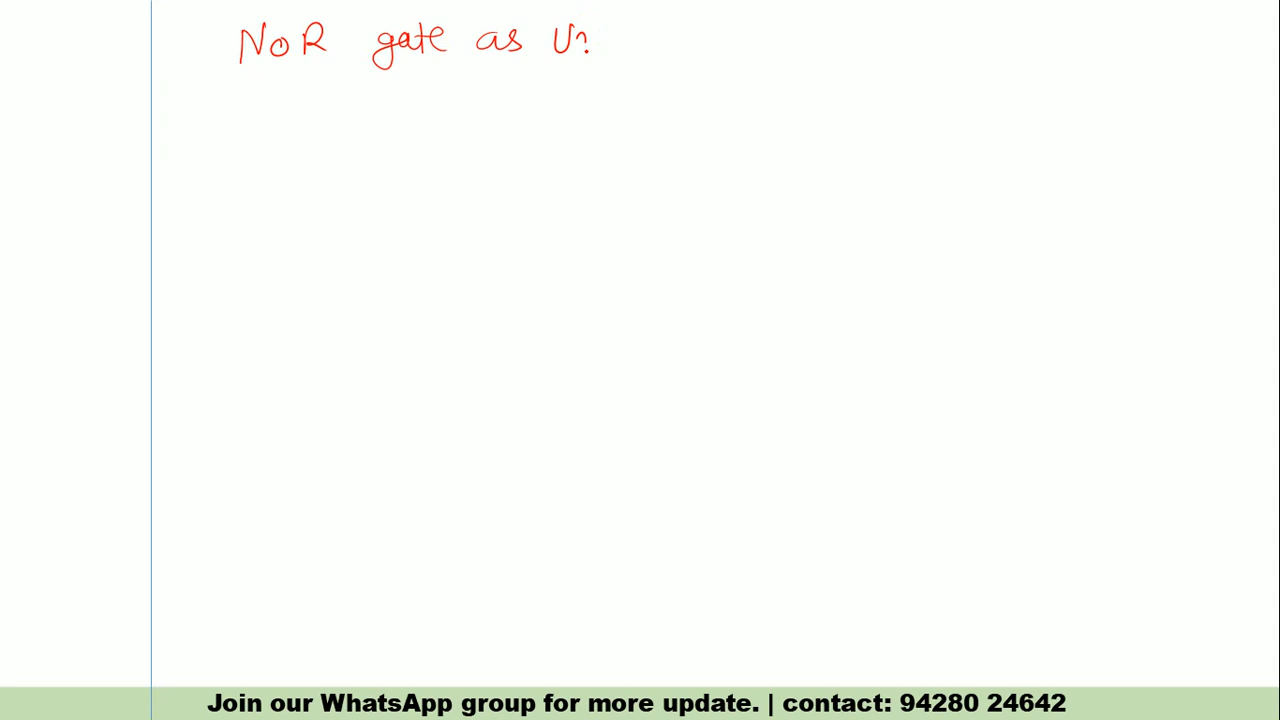 NOR gate as
Join our WhatsApp group for more update. | contact: 94280 24642